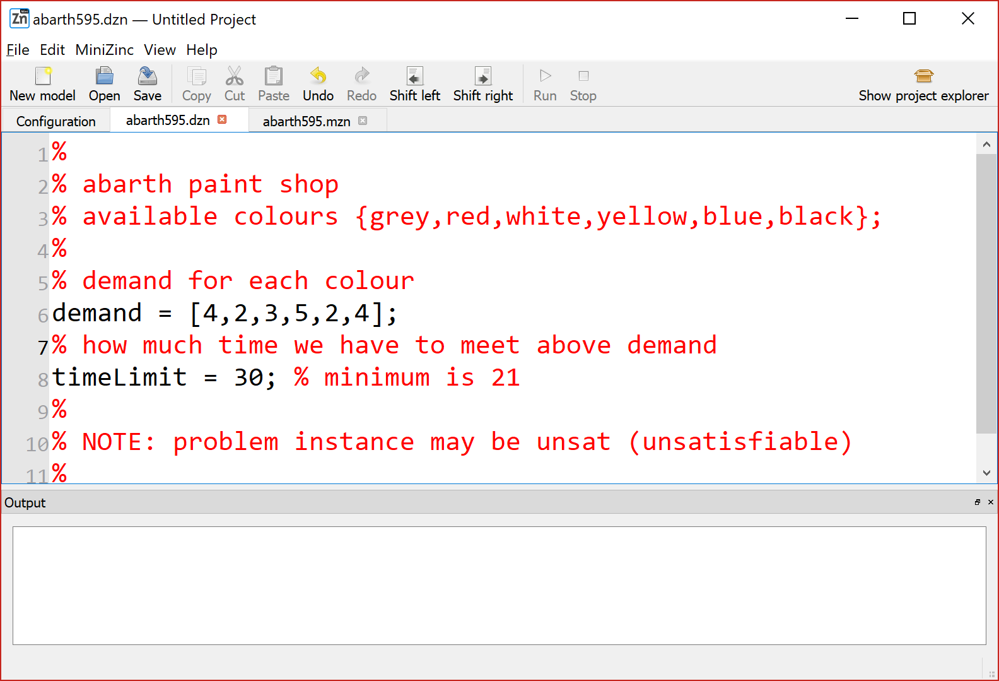 Mini
Zn abarth595.dzn — Untitled Project
File Edit MiniZinc View Help
New model Open Save Copy Cut Paste Undo Redo Shift left Shift right Run Stop Show project explorer
Configuration abarth595.dzn abarth595.mzn
1%
2% abarth paint shop
3% available colours {grey,red,white,yellow,blue,black};
4%
5% demand for each colour
6demand = [4,2,3,5,2,4];
7% how much time we have to meet above demand
8timeLimit = 30; % minimum is 21
9%
10% NOTE: problem instance may be unsat (unsatisfiable)
11%
Output